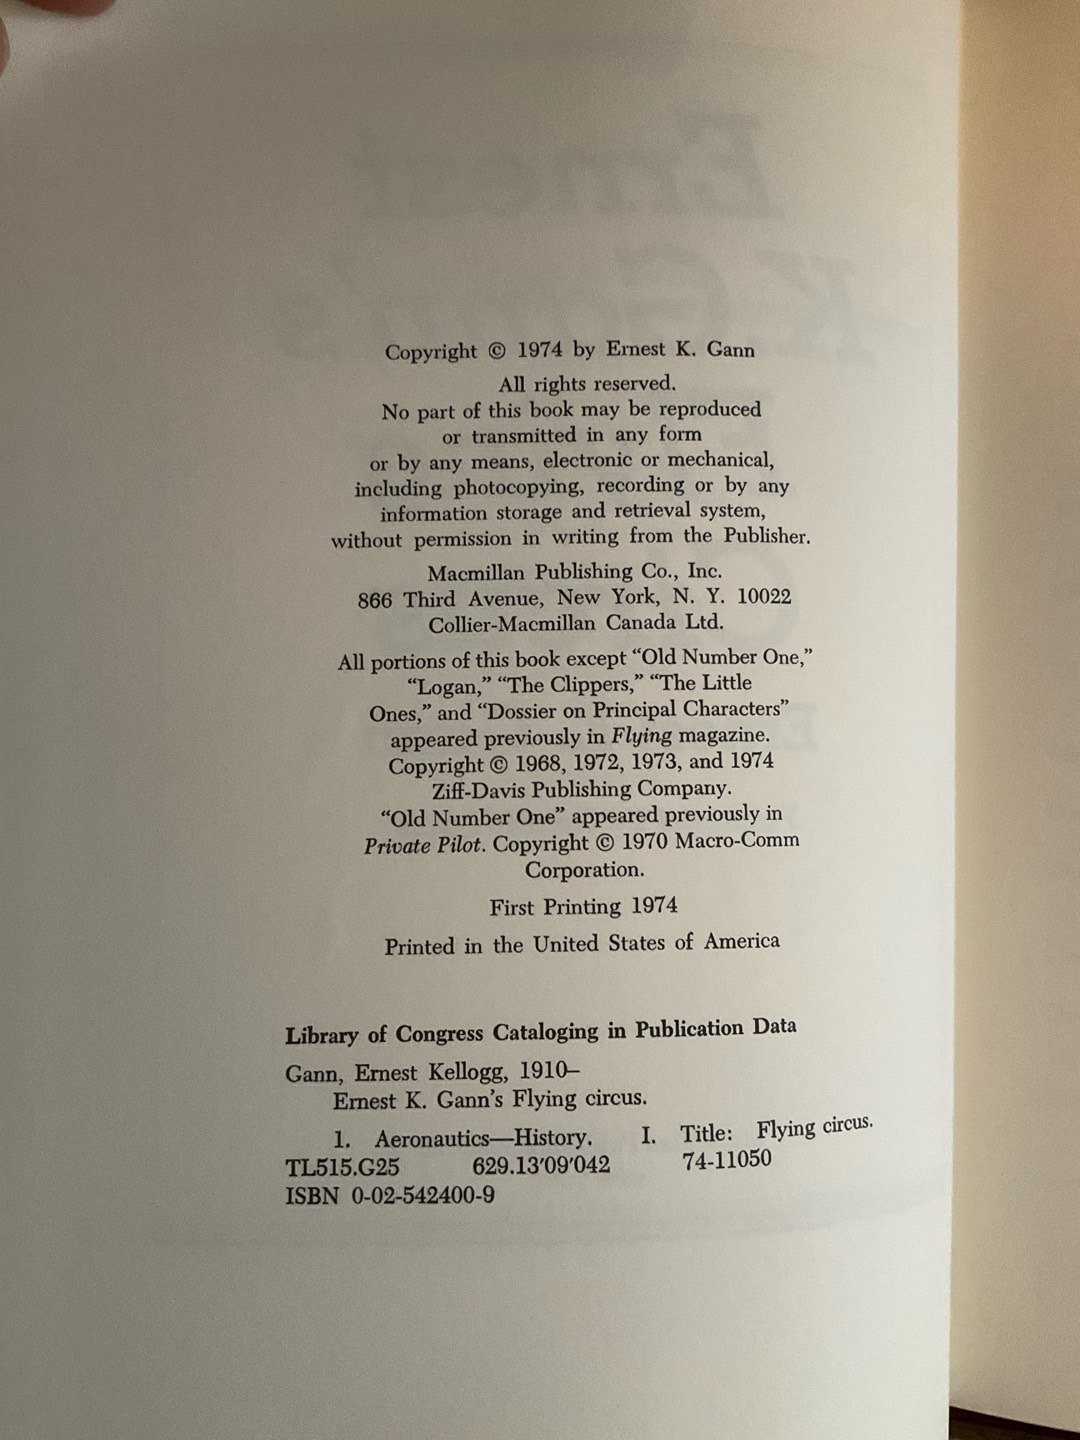 Copyright © 1974 by Ernest K. Gann
All rights reserved.
No part of this book may be reproduced
or transmitted in any form
or by any means, electronic or mechanical,
including photocopying, recording or by any
information storage and retrieval system,
without permission in writing from the Publisher.
Macmillan Publishing Co., Inc.
866 Third Avenue, New York, N. Y. 10022
Collier-Macmillan Canada Ltd.
All portions of this book except “Old Number One,”
“Logan,” “The Clippers,” “The Little
Ones,” and “Dossier on Principal Characters”
appeared previously in Flying magazine.
Copyright © 1968, 1972, 1973, and 1974
Ziff-Davis Publishing Company.
“Old Number One” appeared previously in
Private Pilot. Copyright © 1970 Macro-Comm
Corporation.
First Printing 1974
Printed in the United States of America
Library of Congress Cataloging in Publication Data
Gann, Ernest Kellogg, 1910–
Ernest K. Gann’s Flying circus.
1. Aeronautics—History. I. Title: Flying circus.
TL515.G25 629.13′09′042 74-11050
ISBN 0-02-542400-9